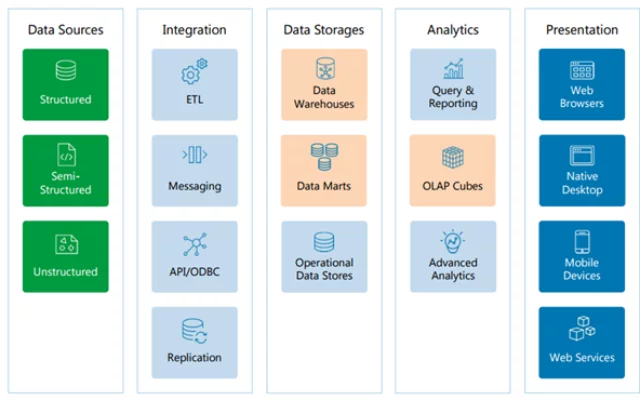 Data Sources
Structured
Semi-
Structured
Unstructured
Integration
ETL
Messaging
API/ODBC
Replication
Data Storages
Data
Warehouses
Data Marts
Operational
Data Stores
Analytics
Query &
Reporting
OLAP Cubes
Advanced
Analytics
Presentation
Web
Browsers
Native
Desktop
Mobile
Devices
Web Services